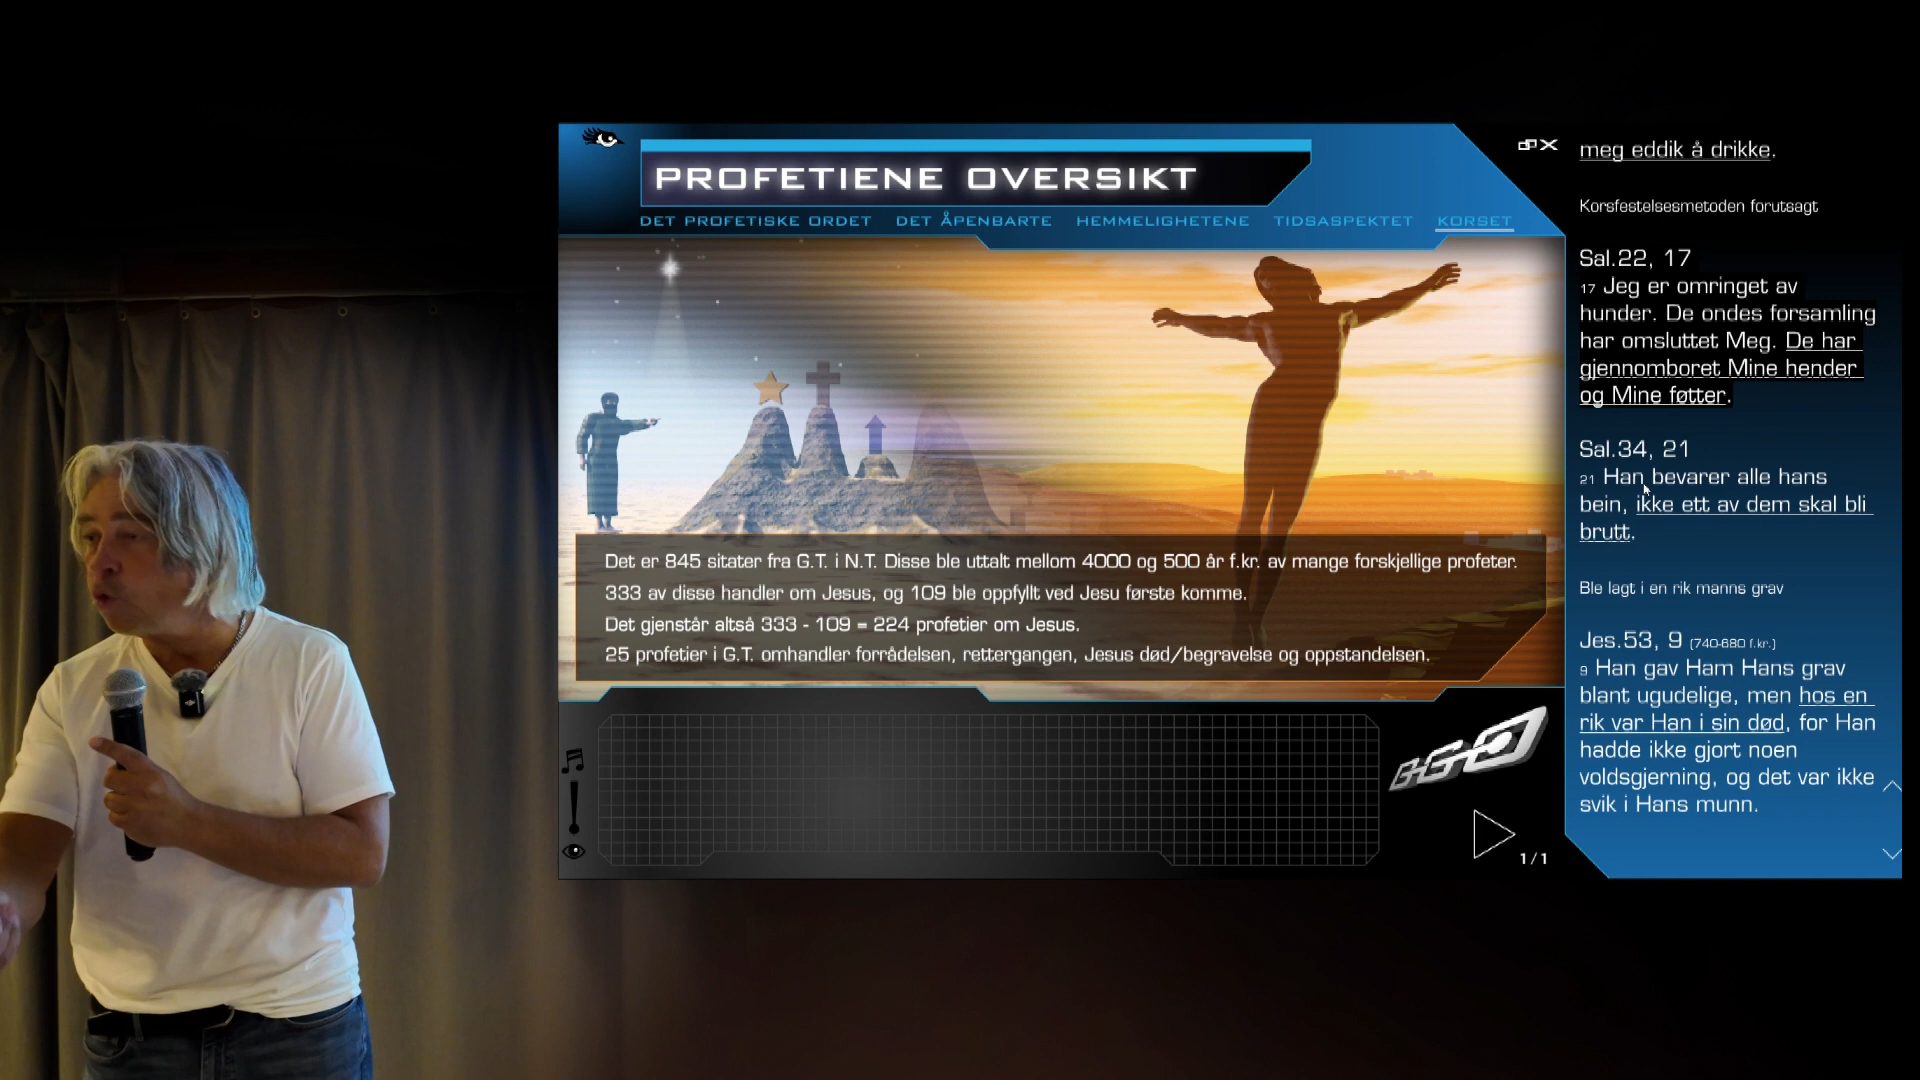 PROFETIENE OVERSIKT
DET PROFETISKE ORDET DET ÅPENBARTE HEMMELIGHETENE TIDSASPEKTET KORSET
Det er 845 sitater fra G.T. i N.T. Disse ble uttalt mellom 4000 og 500 år f.kr. av mange forskjellige profeter.
333 av disse handler om Jesus, og 109 ble oppfyllt ved Jesu første komme.
Det gjenstår altså 333 - 109 = 224 profetier om Jesus.
25 profetier i G.T. omhandler forrådelsen, rettergangen, Jesus død/begravelse og oppstandelsen.
1/1
meg eddik å drikke.
Korsfestelsesmetoden forutsagt
Sal.22, 17
17 Jeg er omringet av
hunder. De ondes forsamling
har omsluttet Meg. De har
gjennomboret Mine hender
og Mine føtter.
Sal.34, 21
21 Han bevarer alle hans
bein, ikke ett av dem skal bli
brutt.
Ble lagt i en rik manns grav
Jes.53, 9 (740-680 f.kr.)
9 Han gav Ham Hans grav
blant ugudelige, men hos en
rik var Han i sin død, for Han
hadde ikke gjort noen
voldsgjerning, og det var ikke
svik i Hans munn.